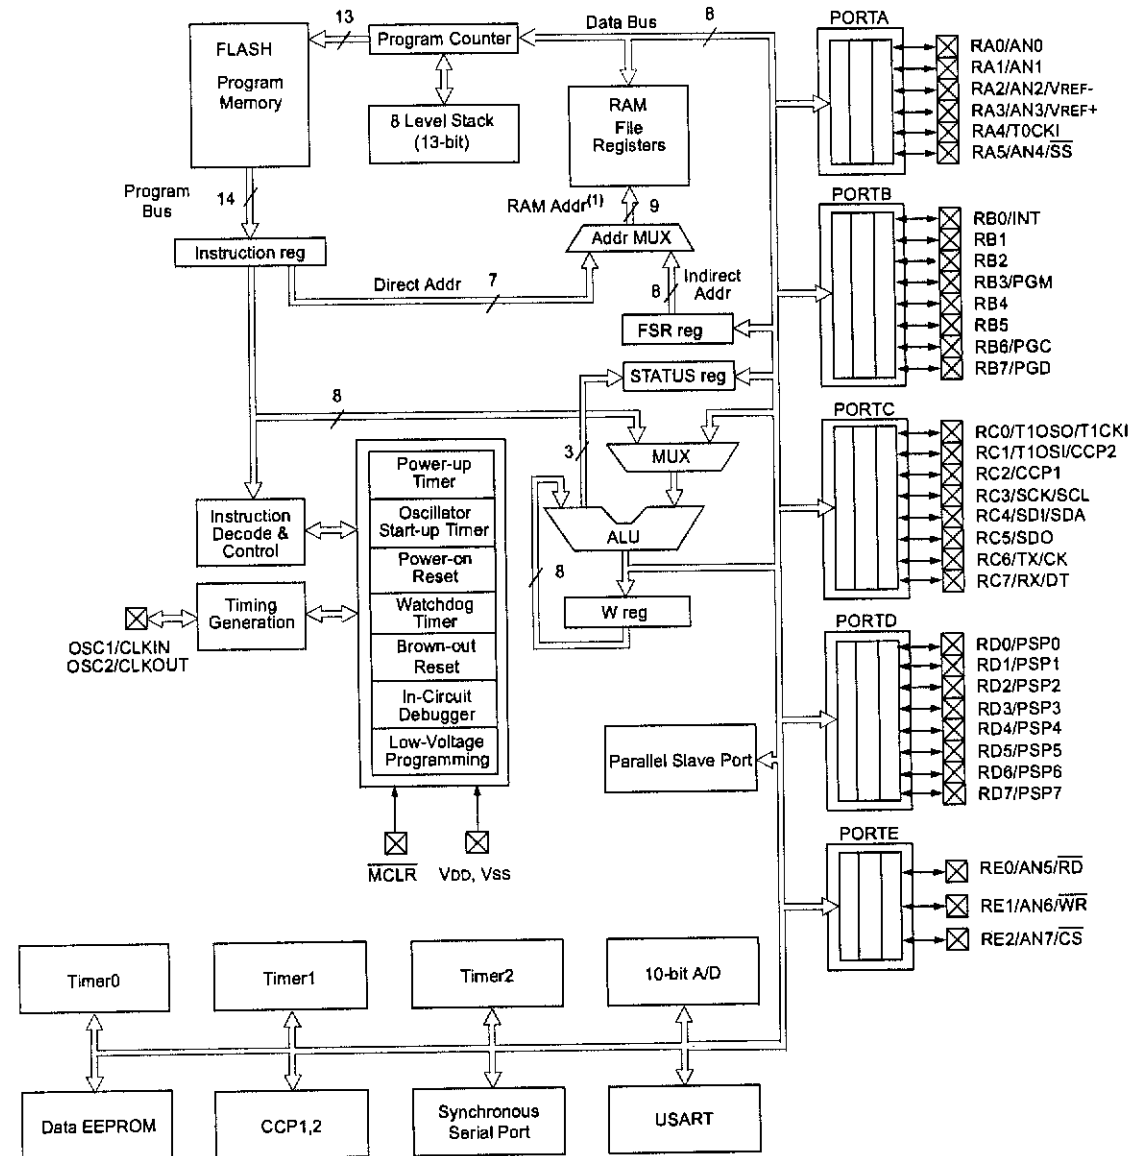 13
Program Counter
Data Bus
8
FLASH
Program
Memory
8 Level Stack
(13-bit)
RAM
File
Registers
Program
Bus
14
RAM Addr(1)
9
Addr MUX
Instruction reg
Direct Addr
7
8
Indirect
Addr
FSR reg
STATUS reg
8
3
MUX
Power-up
Timer
Oscillator
Start-up Timer
Power-on
Reset
Watchdog
Timer
Brown-out
Reset
In-Circuit
Debugger
Low-Voltage
Programming
Instruction
Decode &
Control
ALU
8
W reg
Timing
Generation
OSC1/CLKIN
OSC2/CLKOUT
Parallel Slave Port
MCLR
VDD, VSS
PORTA
RA0/AN0
RA1/AN1
RA2/AN2/VREF-
RA3/AN3/VREF+
RA4/T0CKI
RA5/AN4/SS
PORTB
RB0/INT
RB1
RB2
RB3/PGM
RB4
RB5
RB6/PGC
RB7/PGD
PORTC
RC0/T1OSO/T1CKI
RC1/T1OSI/CCP2
RC2/CCP1
RC3/SCK/SCL
RC4/SDI/SDA
RC5/SDO
RC6/TX/CK
RC7/RX/DT
PORTD
RD0/PSP0
RD1/PSP1
RD2/PSP2
RD3/PSP3
RD4/PSP4
RD5/PSP5
RD6/PSP6
RD7/PSP7
PORTE
RE0/AN5/RD
RE1/AN6/WR
RE2/AN7/CS
Timer0
Timer1
Timer2
10-bit A/D
Data EEPROM
CCP1,2
Synchronous
Serial Port
USART